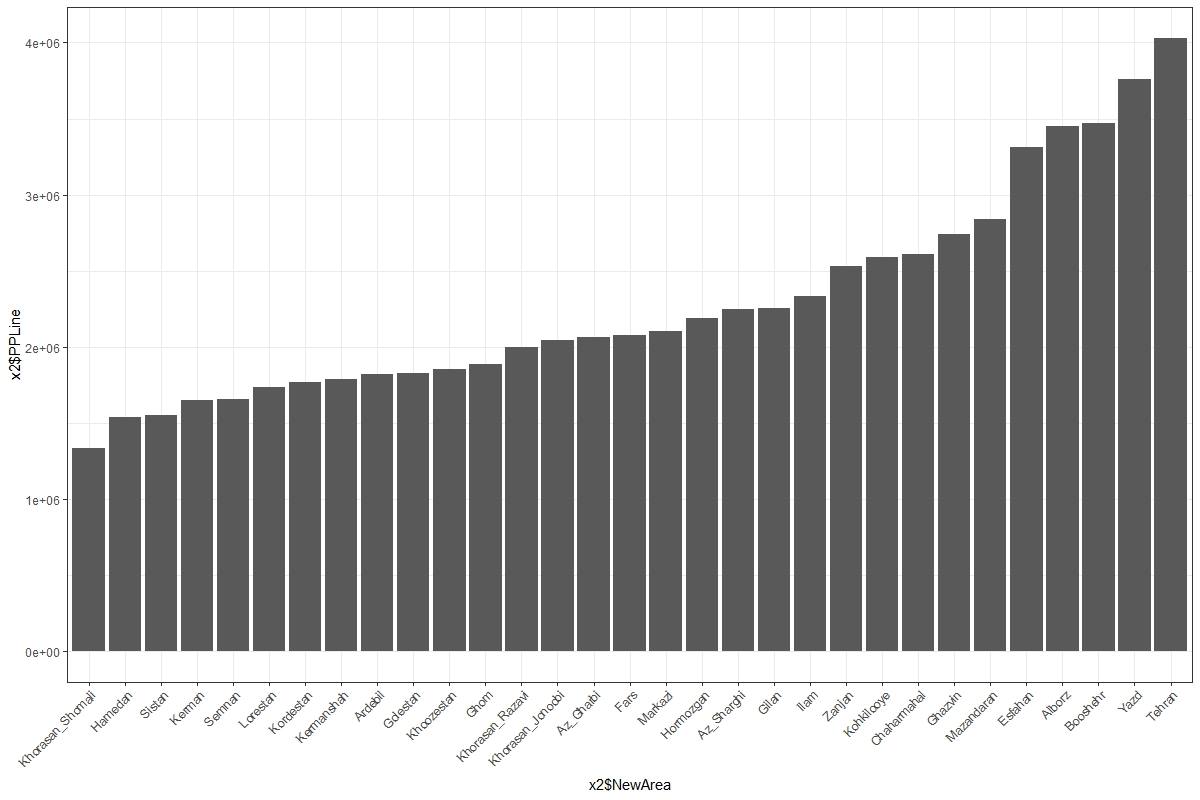 4e+06
3e+06
2e+06
1e+06
0e+00
x2$PPLine
Khorasan_Shomali
Hamedan
Sistan
Kerman
Semnan
Lorestan
Kordestan
Kermanshah
Ardebil
Golestan
Khoozestan
Ghom
Khorasan_Razavi
Khorasan_Jonoobi
Az_Gharbi
Fars
Markazi
Hormozgan
Az_Sharghi
Gilan
Ilam
Zanjan
Kohkilooye
Chaharmahal
Ghazvin
Mazandaran
Esfahan
Alborz
Booshehr
Yazd
Tehran
x2$NewArea